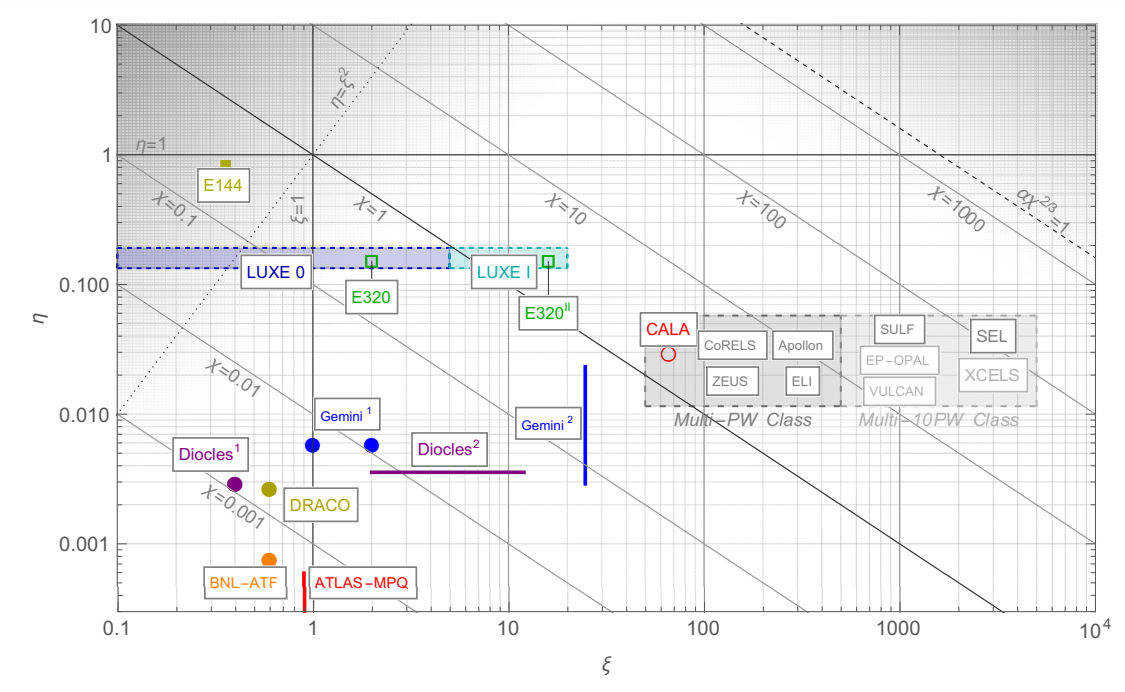 10
η=ξ²
η=1
1
E144
χ=0.1
ξ=1
χ=1
χ=10
χ=100
χ=1000
αχ^2/3=1
LUXE 0
LUXE I
0.100
E320
E320^II
η
CALA
CoRELS
Apollon
SULF
SEL
EP-OPAL
ZEUS
ELI
XCELS
VULCAN
χ=0.01
0.010
Gemini ¹
Gemini ²
Multi-PW Class
Multi-10PW Class
Diocles¹
Diocles²
χ=0.001
DRACO
0.001
BNL-ATF
ATLAS-MPQ
0.1
1
10
100
1000
10⁴
ξ